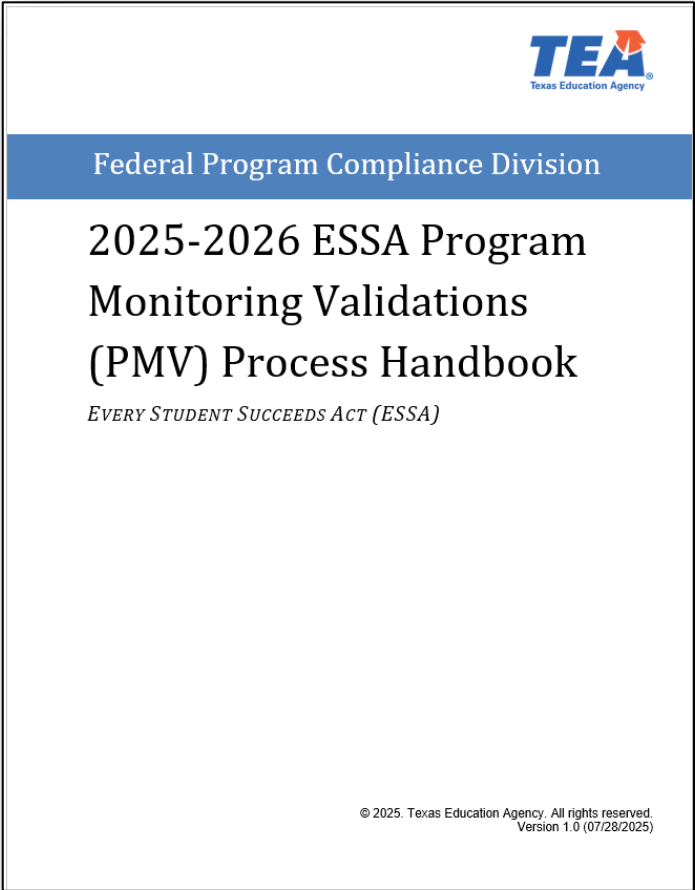 TEA®
Texas Education Agency
Federal Program Compliance Division
2025-2026 ESSA Program
Monitoring Validations
(PMV) Process Handbook
EVERY STUDENT SUCCEEDS ACT (ESSA)
© 2025. Texas Education Agency. All rights reserved.
Version 1.0 (07/28/2025)